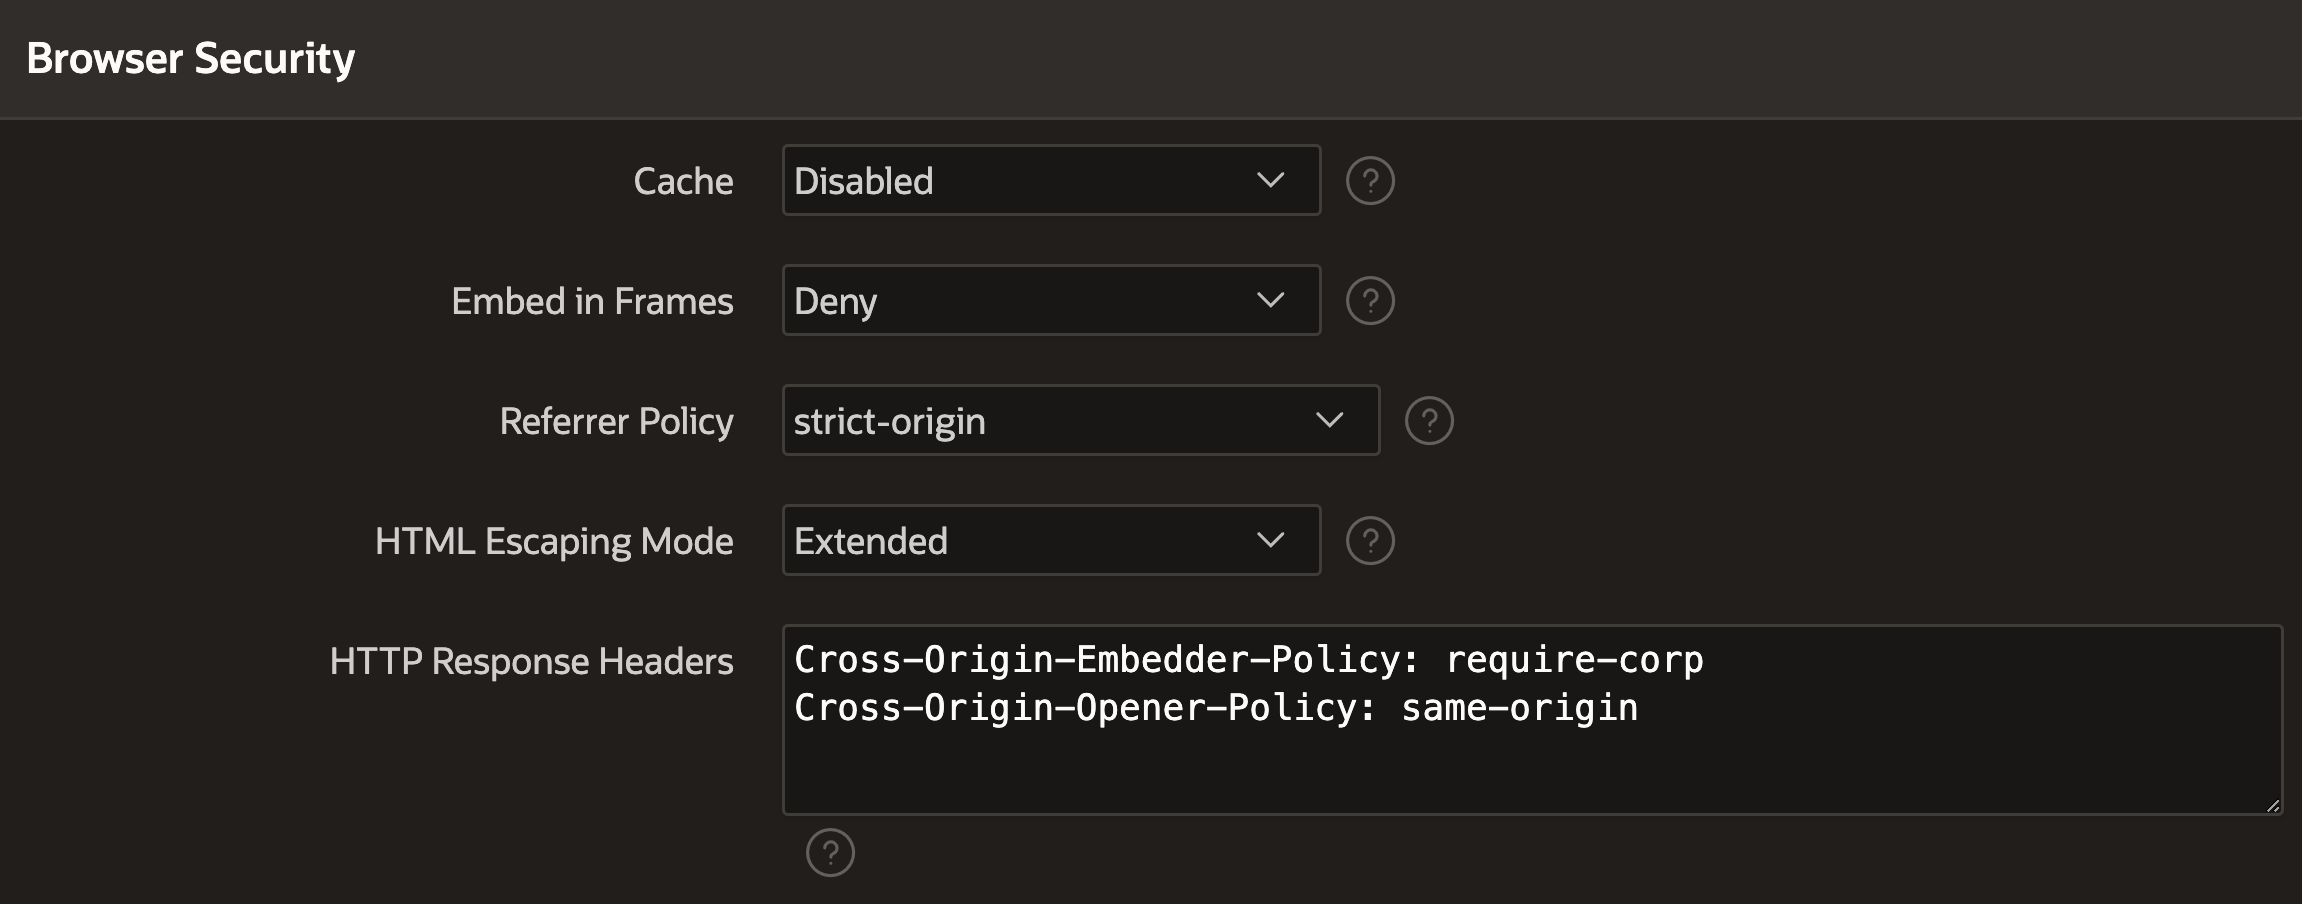 Browser Security
Cache Disabled ?
Embed in Frames Deny ?
Referrer Policy strict-origin ?
HTML Escaping Mode Extended ?
HTTP Response Headers Cross-Origin-Embedder-Policy: require-corp
Cross-Origin-Opener-Policy: same-origin
?